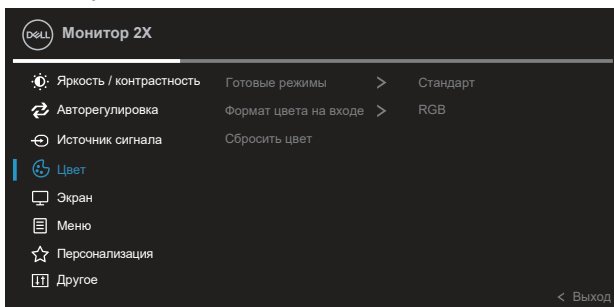 DELL Монитор 2X
Яркость / контрастность Готовые режимы > Стандарт
Авторегулировка Формат цвета на входе > RGB
Источник сигнала Сбросить цвет
Цвет
Экран
Меню
Персонализация
Другое
< Выход